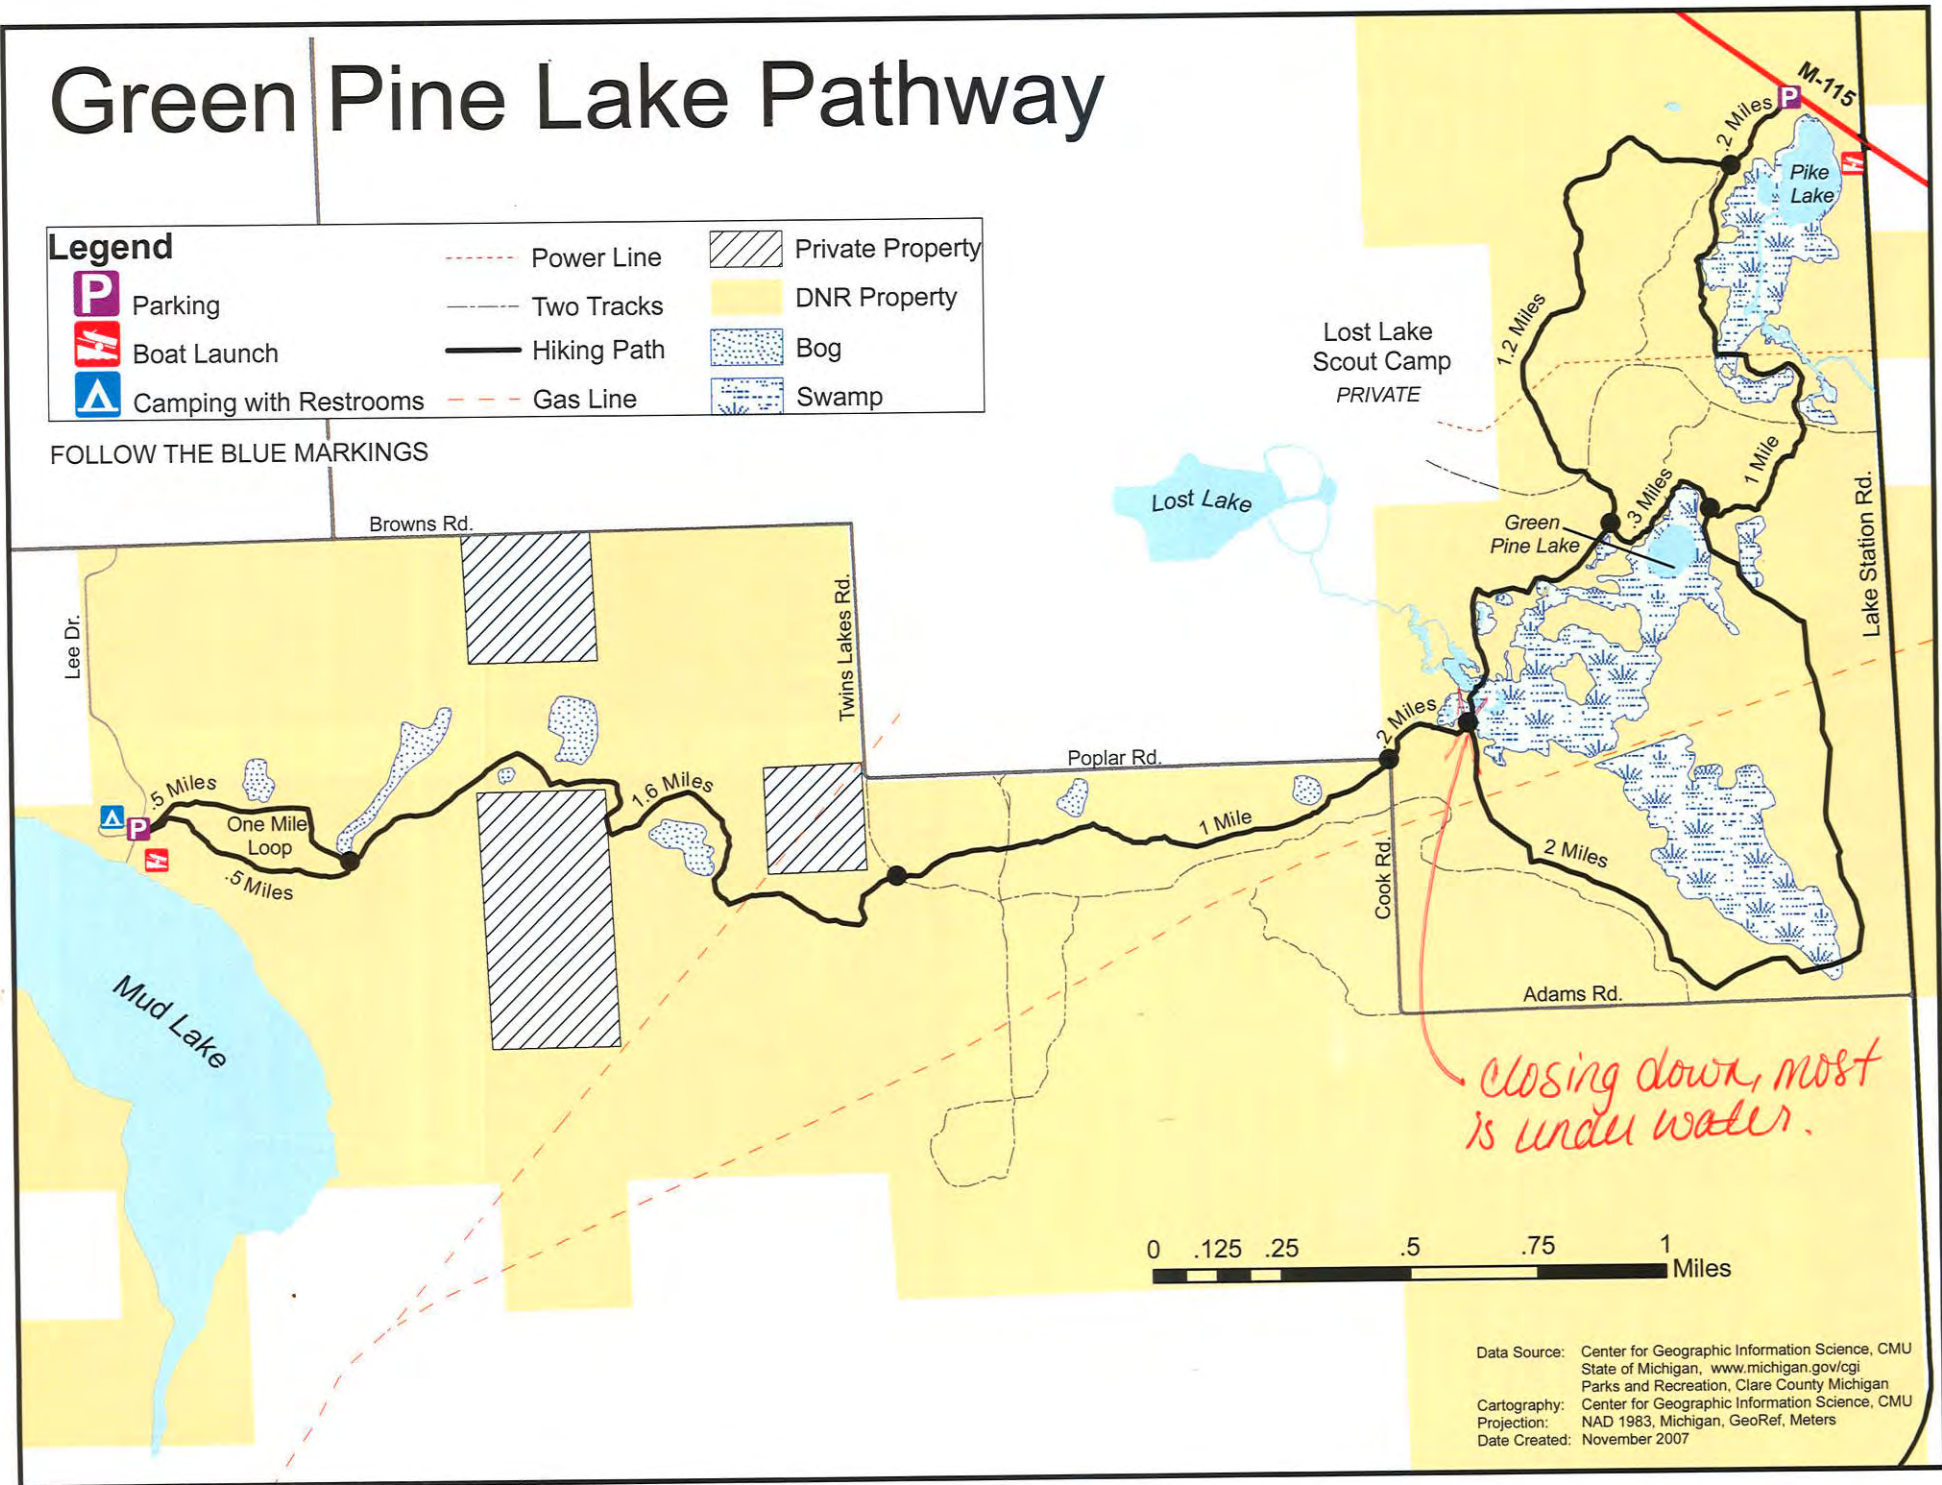 Green Pine Lake Pathway
Legend
Parking
Boat Launch
Camping with Restrooms
Power Line
Two Tracks
Hiking Path
Gas Line
Private Property
DNR Property
Bog
Swamp
FOLLOW THE BLUE MARKINGS
M-115
P
.2 Miles
Pike
Lake
1.2 Miles
Lost Lake
Scout Camp
PRIVATE
1 Mile
.3 Miles
Lost Lake
Green
Pine Lake
Lake Station Rd.
Browns Rd.
Lee Dr.
Twins Lakes Rd.
.2 Miles
Poplar Rd.
.5 Miles
One Mile
Loop
.5 Miles
P
1.6 Miles
1 Mile
Cook Rd.
2 Miles
Adams Rd.
Mud Lake
closing down, most
is under water.
0 .125 .25 .5 .75 1
Miles
Data Source: Center for Geographic Information Science, CMU
State of Michigan, www.michigan.gov/cgi
Parks and Recreation, Clare County Michigan
Cartography: Center for Geographic Information Science, CMU
Projection: NAD 1983, Michigan, GeoRef, Meters
Date Created: November 2007